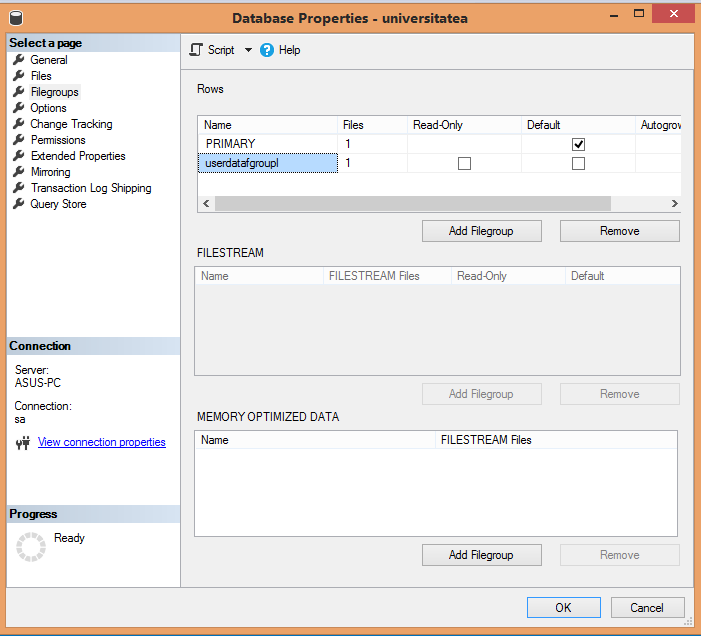 Database Properties - universitatea
Select a page
General
Files
Filegroups
Options
Change Tracking
Permissions
Extended Properties
Mirroring
Transaction Log Shipping
Query Store
Connection
Server:
ASUS-PC
Connection:
sa
View connection properties
Progress
Ready
Script
Help
Rows
Name Files Read-Only Default Autogrow
PRIMARY 1
userdatafgroupl 1
Add Filegroup Remove
FILESTREAM
Name FILESTREAM Files Read-Only Default
Add Filegroup Remove
MEMORY OPTIMIZED DATA
Name FILESTREAM Files
Add Filegroup Remove
OK Cancel